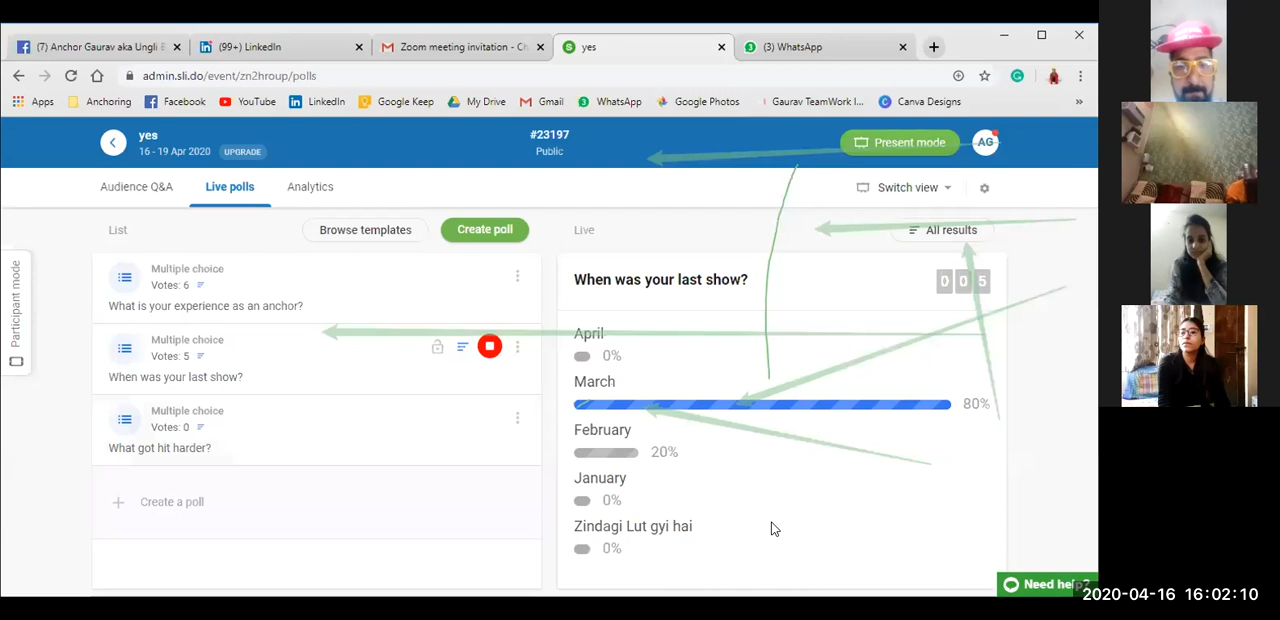 (7) Anchor Gaurav aka Ungli
(99+) LinkedIn
Zoom meeting invitation - Ch
yes
(3) WhatsApp
admin.sli.do/event/zn2hroup/polls
Apps
Anchoring
Facebook
YouTube
LinkedIn
Google Keep
My Drive
Gmail
WhatsApp
Google Photos
Gaurav TeamWork I...
Canva Designs
yes
16 - 19 Apr 2020 UPGRADE
#23197
Public
Present mode
AG
Audience Q&A
Live polls
Analytics
Switch view
Participant mode
List
Browse templates
Create poll
Multiple choice
Votes: 6
What is your experience as an anchor?
Multiple choice
Votes: 5
When was your last show?
Multiple choice
Votes: 0
What got hit harder?
Create a poll
Live
All results
When was your last show?
0 0 5
April
0%
March
80%
February
20%
January
0%
Zindagi Lut gyi hai
0%
Need help?
2020-04-16 16:02:10